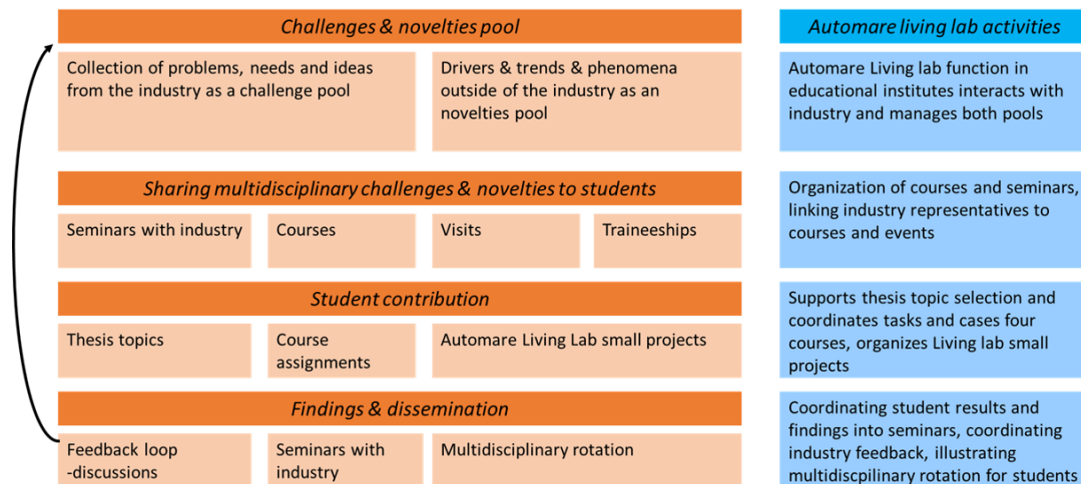 Challenges & novelties pool
Collection of problems, needs and ideas
from the industry as a challenge pool
Drivers & trends & phenomena
outside of the industry as an
novelties pool
Sharing multidisciplinary challenges & novelties to students
Seminars with industry
Courses
Visits
Traineeships
Student contribution
Thesis topics
Course
assignments
Automare Living Lab small projects
Findings & dissemination
Feedback loop
-discussions
Seminars with
industry
Multidisciplinary rotation
Automare living lab activities
Automare Living lab function in
educational institutes interacts with
industry and manages both pools
Organization of courses and seminars,
linking industry representatives to
courses and events
Supports thesis topic selection and
coordinates tasks and cases four
courses, organizes Living lab small
projects
Coordinating student results and
findings into seminars, coordinating
industry feedback, illustrating
multidiscpilinary rotation for students